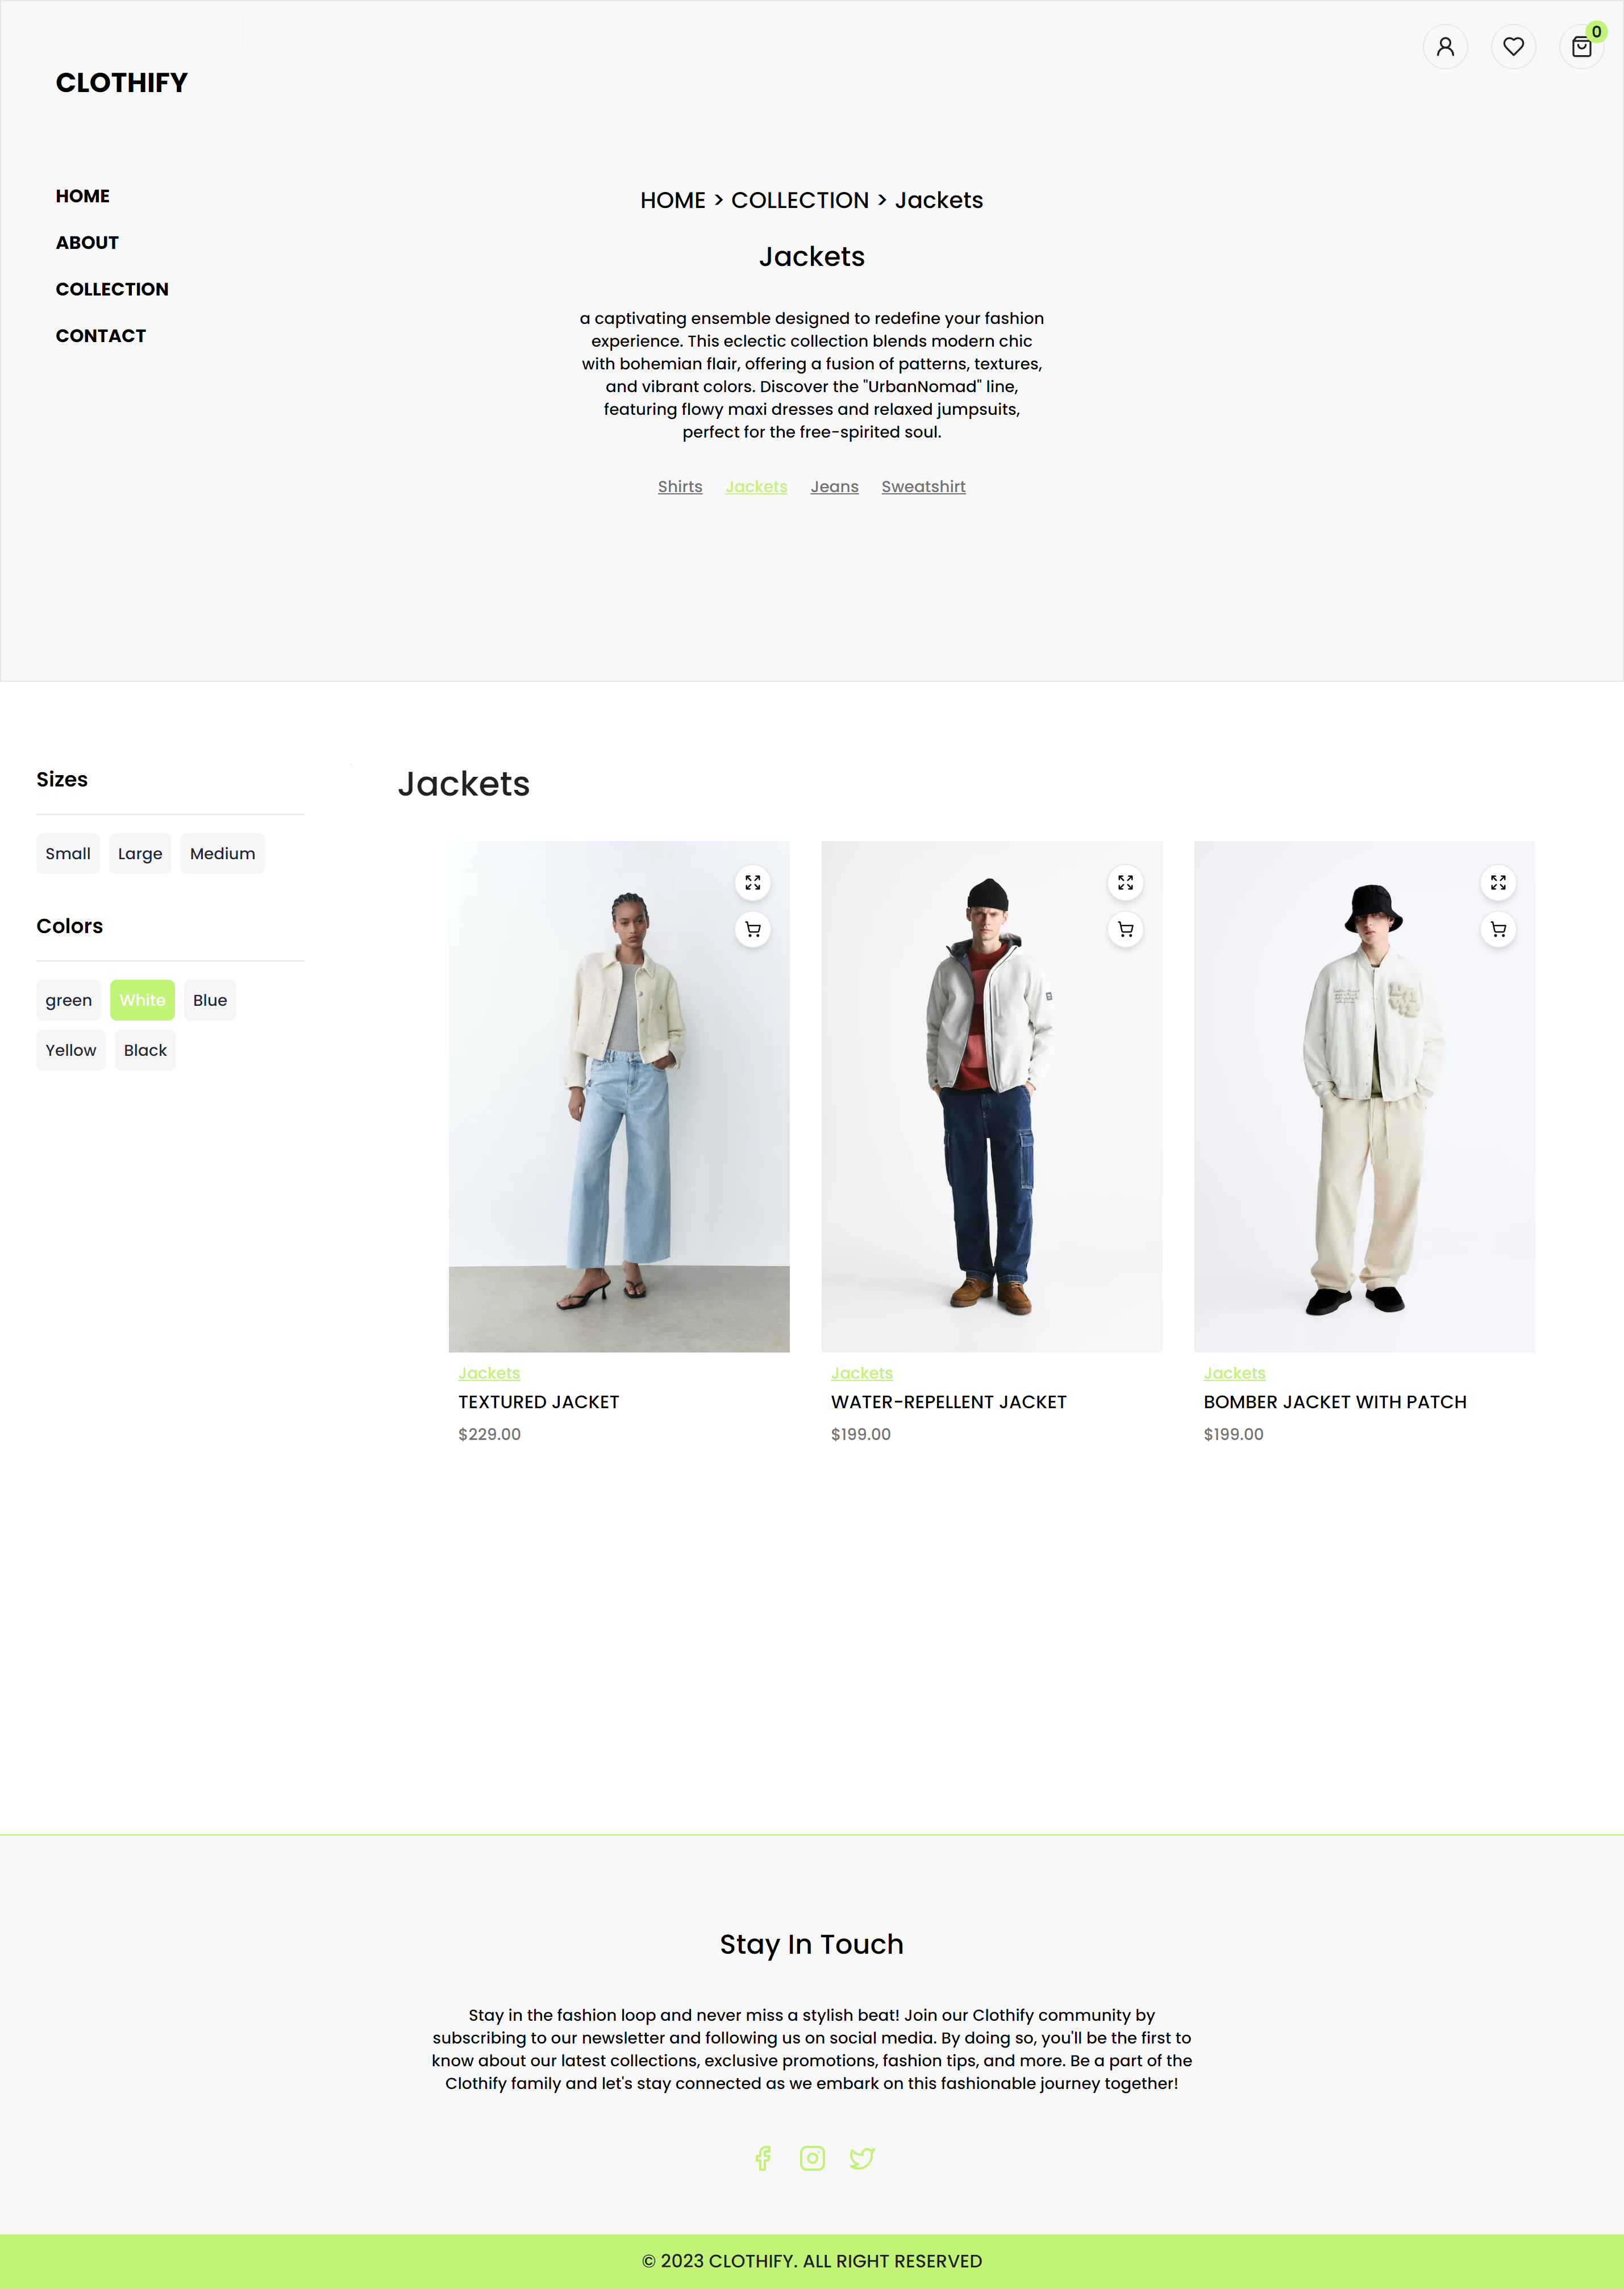 0
CLOTHIFY
HOME
ABOUT
COLLECTION
CONTACT
HOME > COLLECTION > Jackets
Jackets
a captivating ensemble designed to redefine your fashion
experience. This eclectic collection blends modern chic
with bohemian flair, offering a fusion of patterns, textures,
and vibrant colors. Discover the "UrbanNomad" line,
featuring flowy maxi dresses and relaxed jumpsuits,
perfect for the free-spirited soul.
Shirts Jackets Jeans Sweatshirt
Sizes
Small Large Medium
Colors
green White Blue
Yellow Black
Jackets
Jackets
TEXTURED JACKET
$229.00
Jackets
WATER-REPELLENT JACKET
$199.00
Jackets
BOMBER JACKET WITH PATCH
$199.00
Stay In Touch
Stay in the fashion loop and never miss a stylish beat! Join our Clothify community by
subscribing to our newsletter and following us on social media. By doing so, you'll be the first to
know about our latest collections, exclusive promotions, fashion tips, and more. Be a part of the
Clothify family and let's stay connected as we embark on this fashionable journey together!
© 2023 CLOTHIFY. ALL RIGHT RESERVED